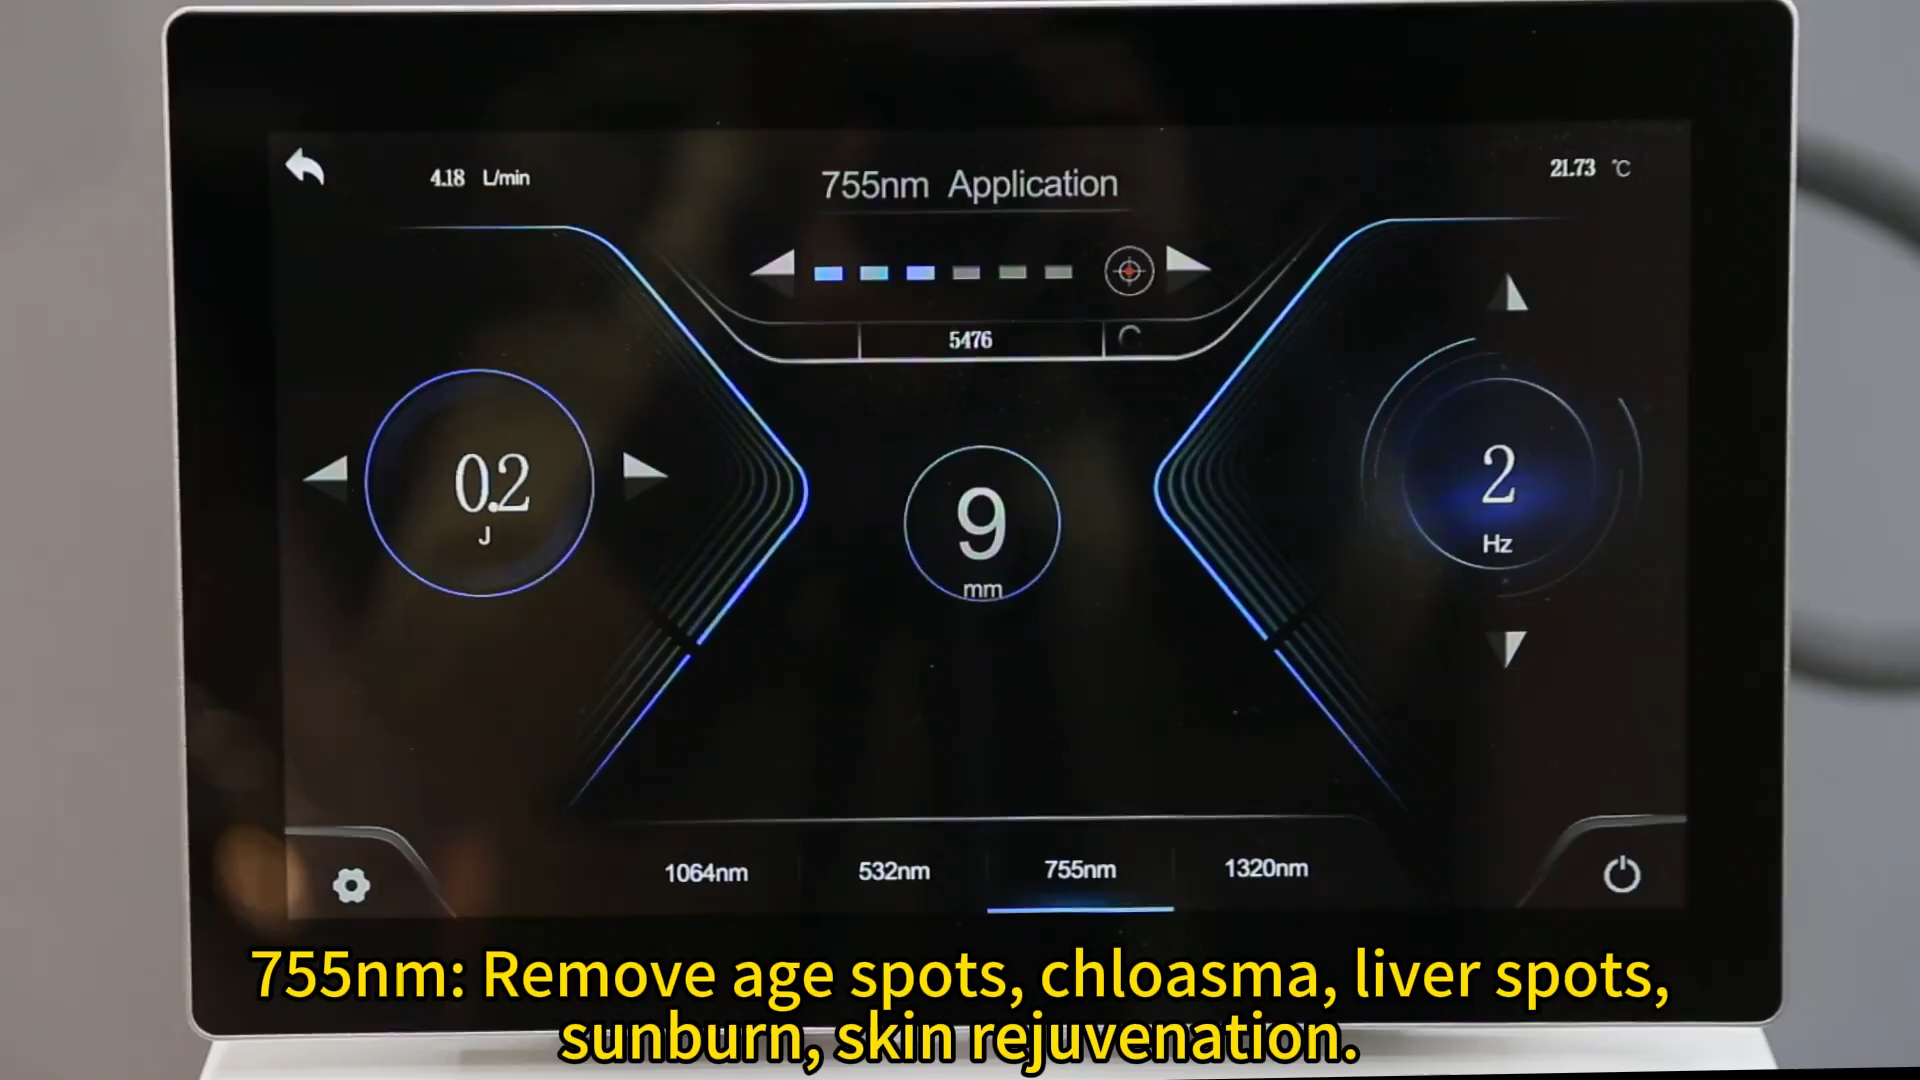 4.18 L/min
755nm Application
21.73 ℃
5476
0.2
J
9
mm
2
Hz
1064nm
532nm
755nm
1320nm
755nm: Remove age spots, chloasma, liver spots,
sunburn, skin rejuvenation.